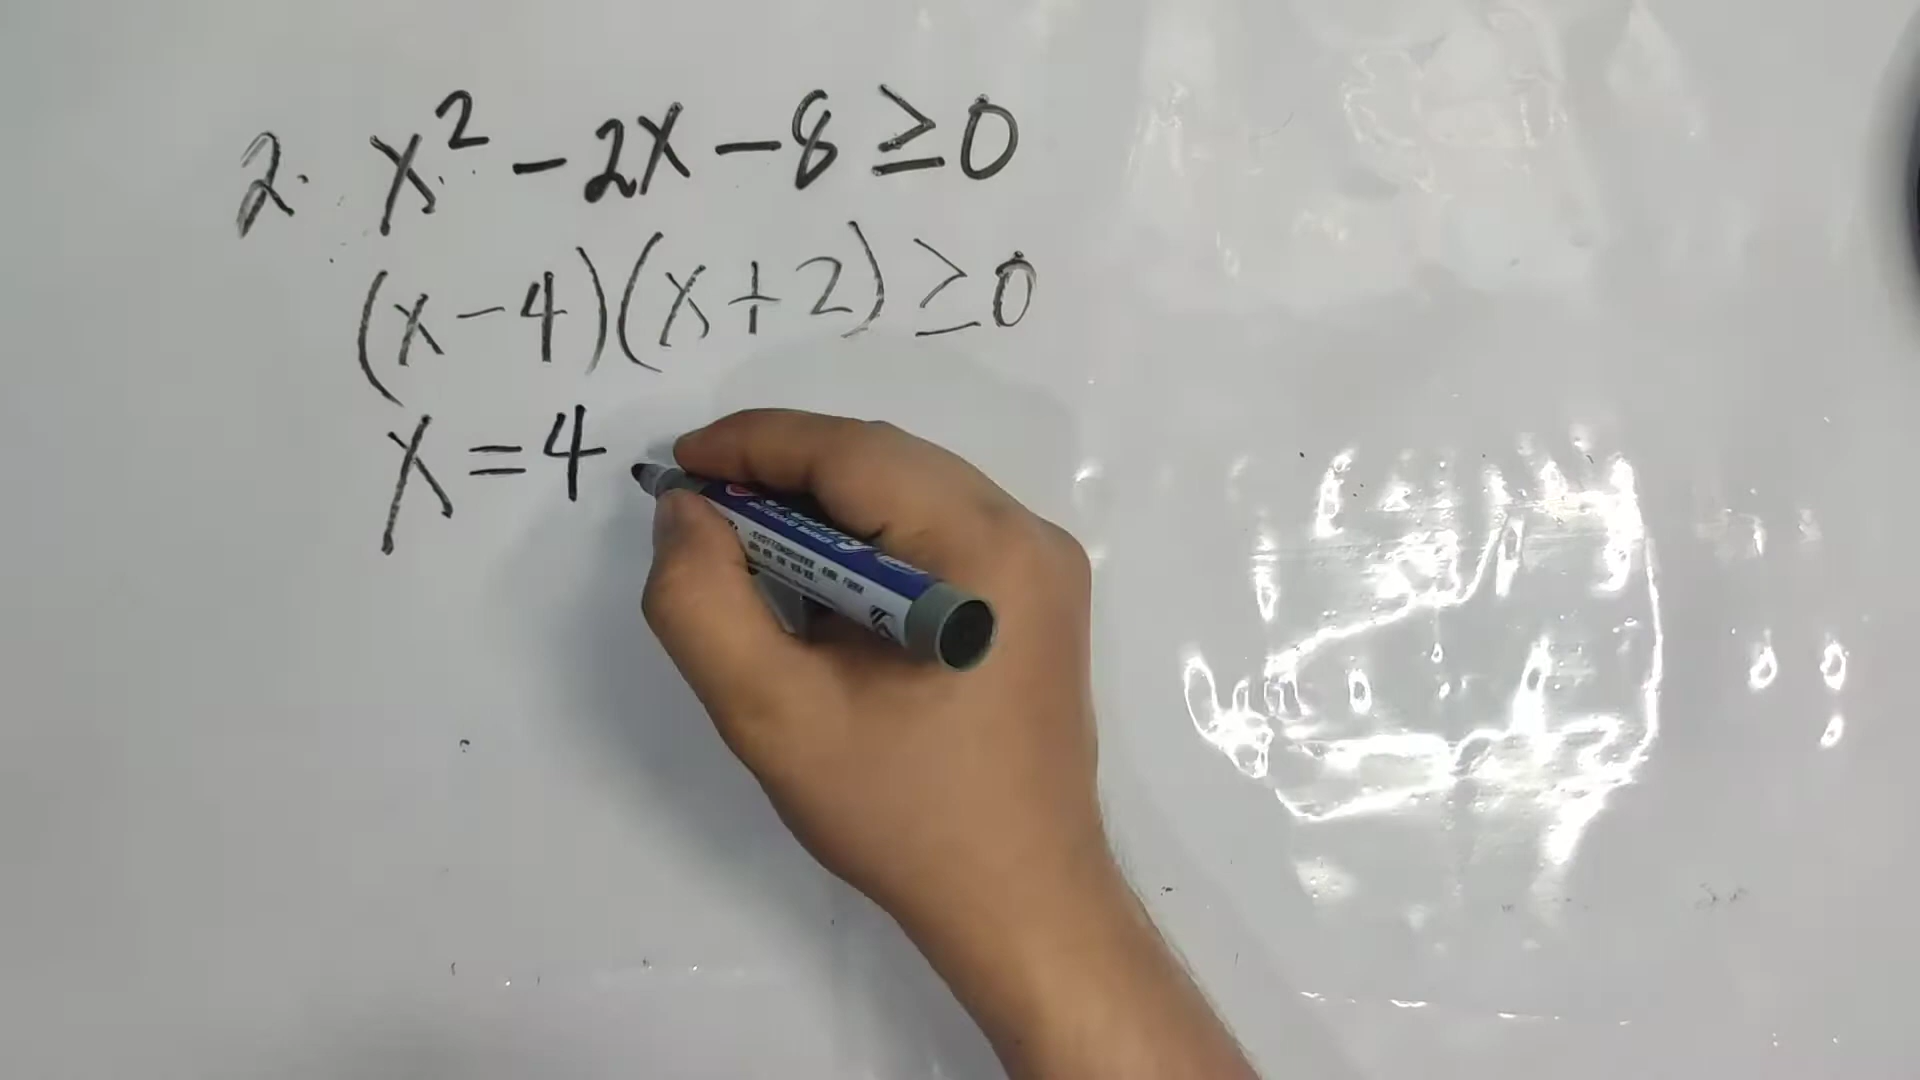 2. x² - 2x - 8 ≥ 0
(x - 4)(x + 2) ≥ 0
x = 4